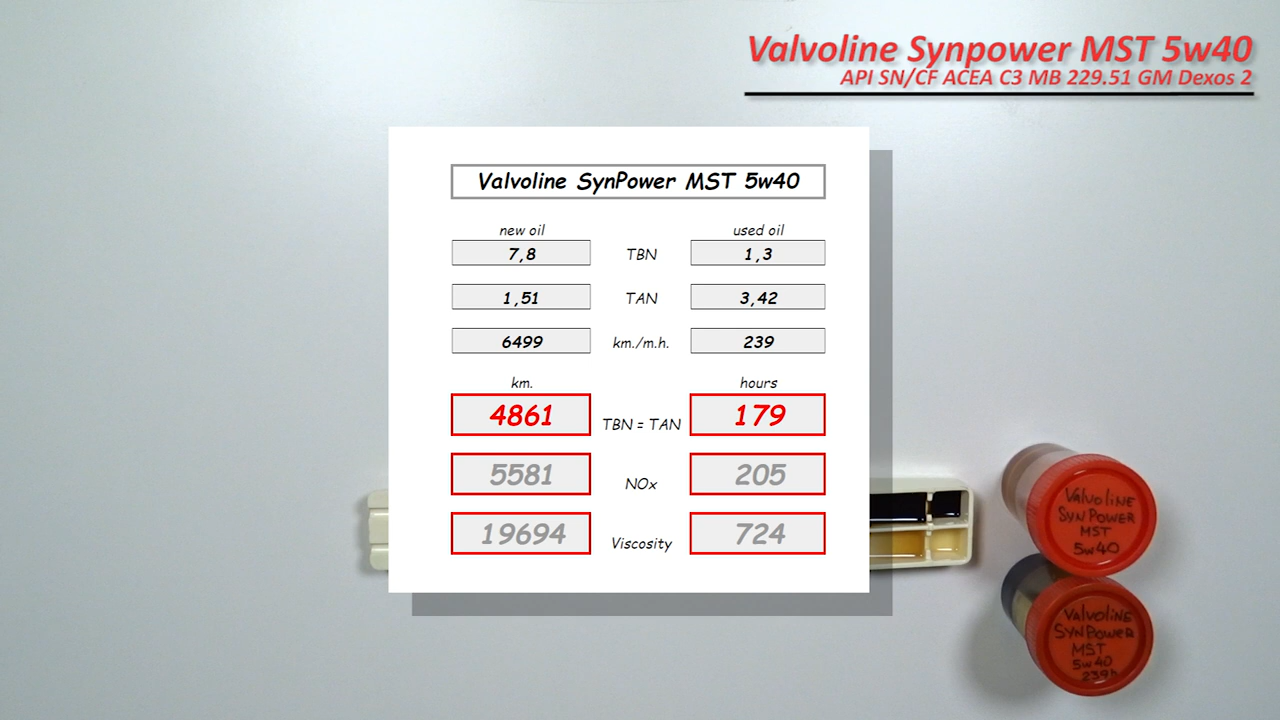 Valvoline Synpower MST 5w40
API SN/CF ACEA C3 MB 229.51 GM Dexos 2
Valvoline SynPower MST 5w40
new oil used oil
7,8 TBN 1,3
1,51 TAN 3,42
6499 km./m.h. 239
km. hours
4861 TBN = TAN 179
5581 NOx 205
19694 Viscosity 724
VALVOLINE
SYNPOWER
MST
5w40
VALVOLINE
SYNPOWER
MST
5w40
239h